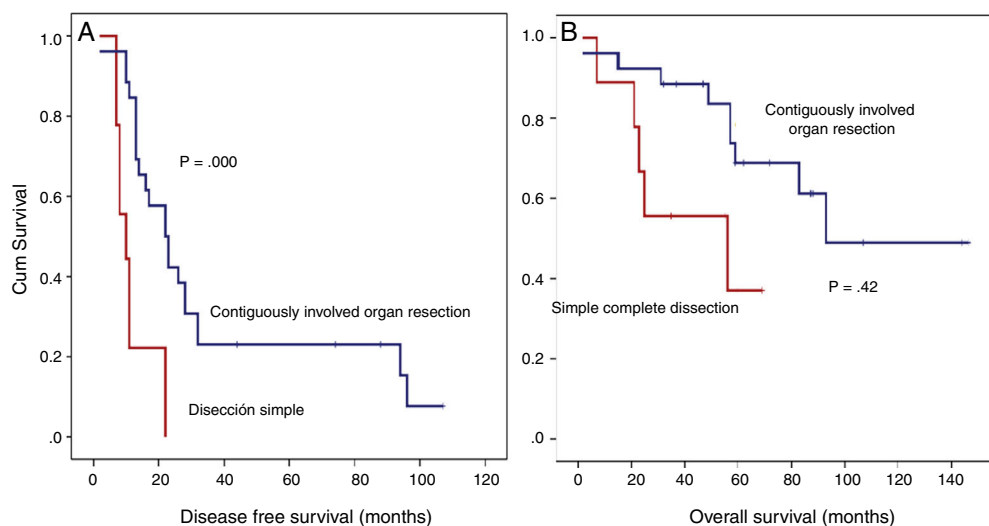 A
Cum Survival
1.0
0.8
0.6
0.4
0.2
.0
P = .000
Contiguously involved organ resection
Disección simple
0 20 40 60 80 100 120
Disease free survival (months)
B
1.0
0.8
0.6
0.4
0.2
.0
Contiguously involved
organ resection
Simple complete dissection
P = .42
0 20 40 60 80 100 120 140
Overall survival (months)